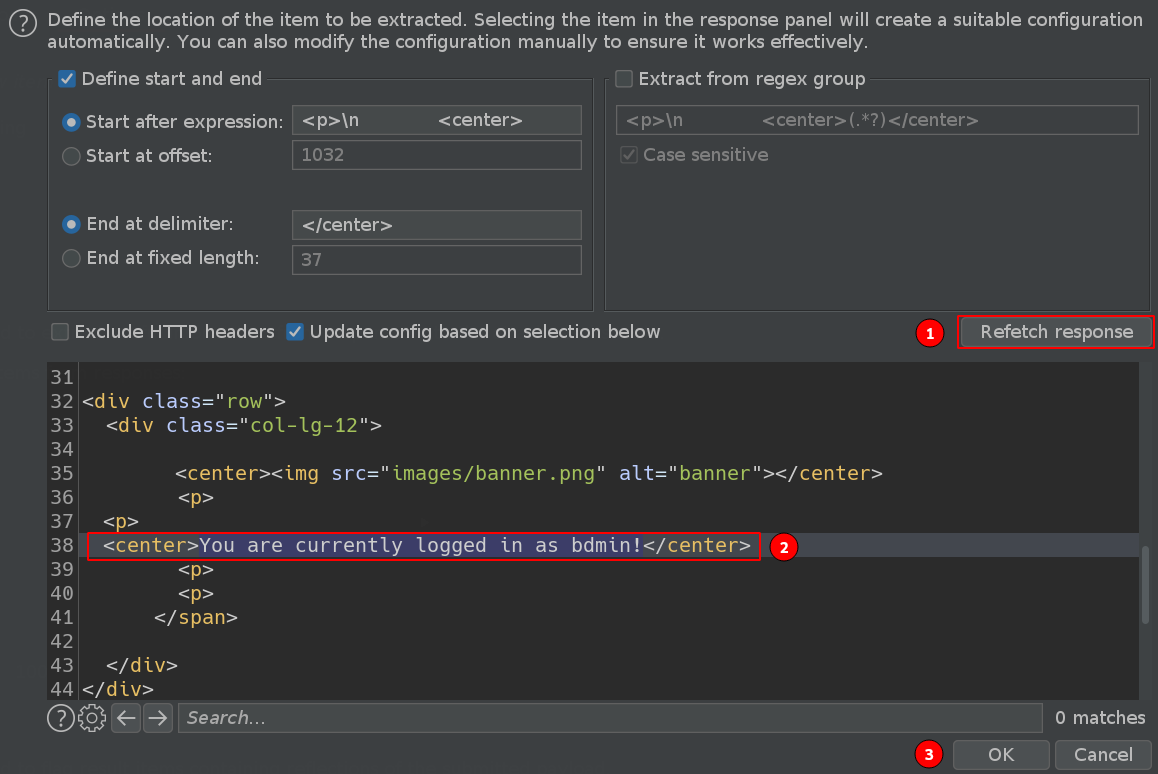 ? Define the location of the item to be extracted. Selecting the item in the response panel will create a suitable configuration
automatically. You can also modify the configuration manually to ensure it works effectively.
Define start and end
Start after expression: <p>\n             <center>
Start at offset: 1032
End at delimiter: </center>
End at fixed length: 37
Extract from regex group
<p>\n             <center>(.*?)</center>
Case sensitive
Exclude HTTP headers Update config based on selection below 1 Refetch response
31
32 <div class="row">
33   <div class="col-lg-12">
34
35         <center><img src="images/banner.png" alt="banner"></center>
36         <p>
37   <p>
38   <center>You are currently logged in as bdmin!</center> 2
39         <p>
40         <p>
41       </span>
42
43   </div>
44 </div>
? Search... 0 matches
3 OK Cancel